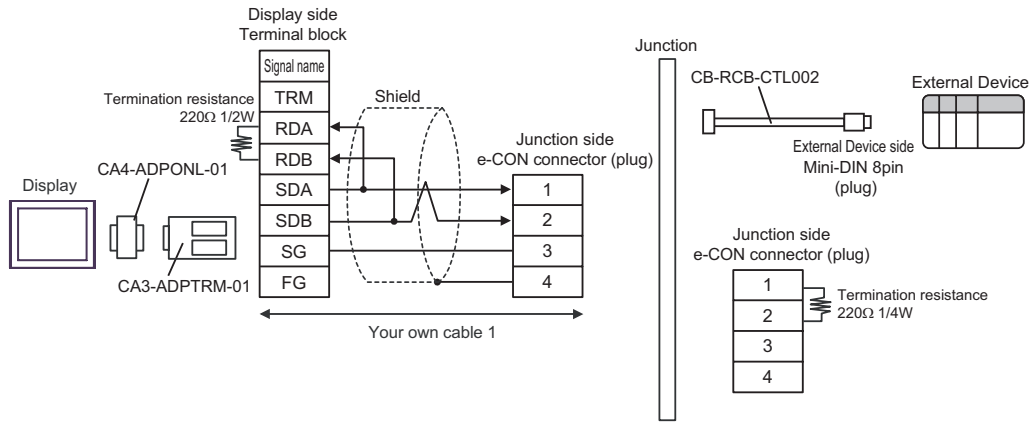 Display side
Terminal block
Signal name
TRM
RDA
RDB
SDA
SDB
SG
FG
Termination resistance
220Ω 1/2W
Shield
Junction side
e-CON connector (plug)
1
2
3
4
Display
CA4-ADPONL-01
CA3-ADPTRM-01
Your own cable 1
Junction
CB-RCB-CTL002
External Device
External Device side
Mini-DIN 8pin
(plug)
Junction side
e-CON connector (plug)
1
2
3
4
Termination resistance
220Ω 1/4W